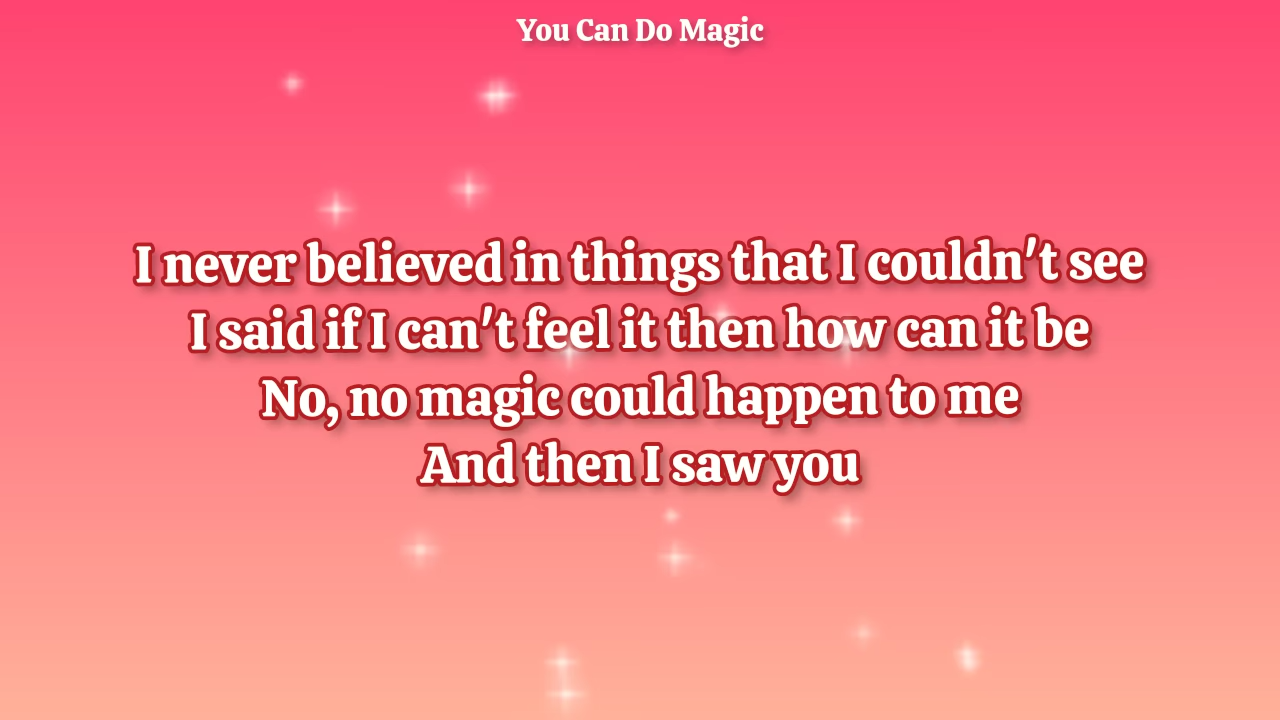 You Can Do Magic
I never believed in things that I couldn't see
I said if I can't feel it then how can it be
No, no magic could happen to me
And then I saw you